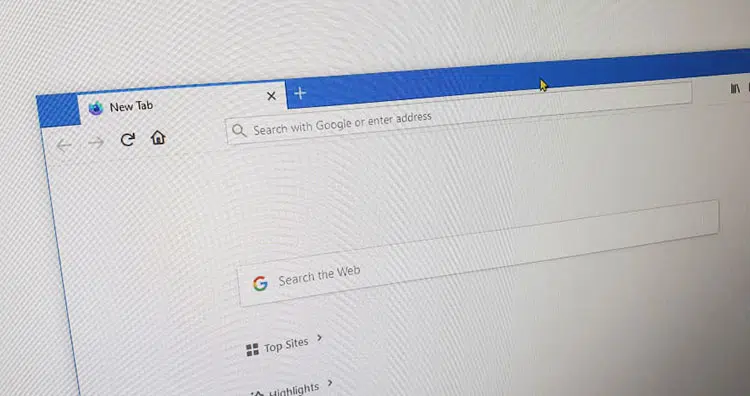 New Tab
Search with Google or enter address
Search the Web
Top Sites
Highlights